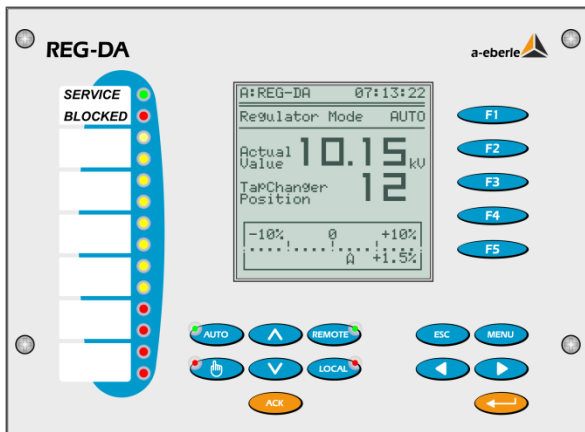 REG-DA
a-eberle
SERVICE
BLOCKED
A:REG-DA 07:13:22
Regulator Mode AUTO
Actual
Value 10.15 kV
TapChanger
Position 12
-10% 0 +10%
A +1.5%
F1
F2
F3
F4
F5
AUTO
REMOTE
ESC
MENU
LOCAL
ACK